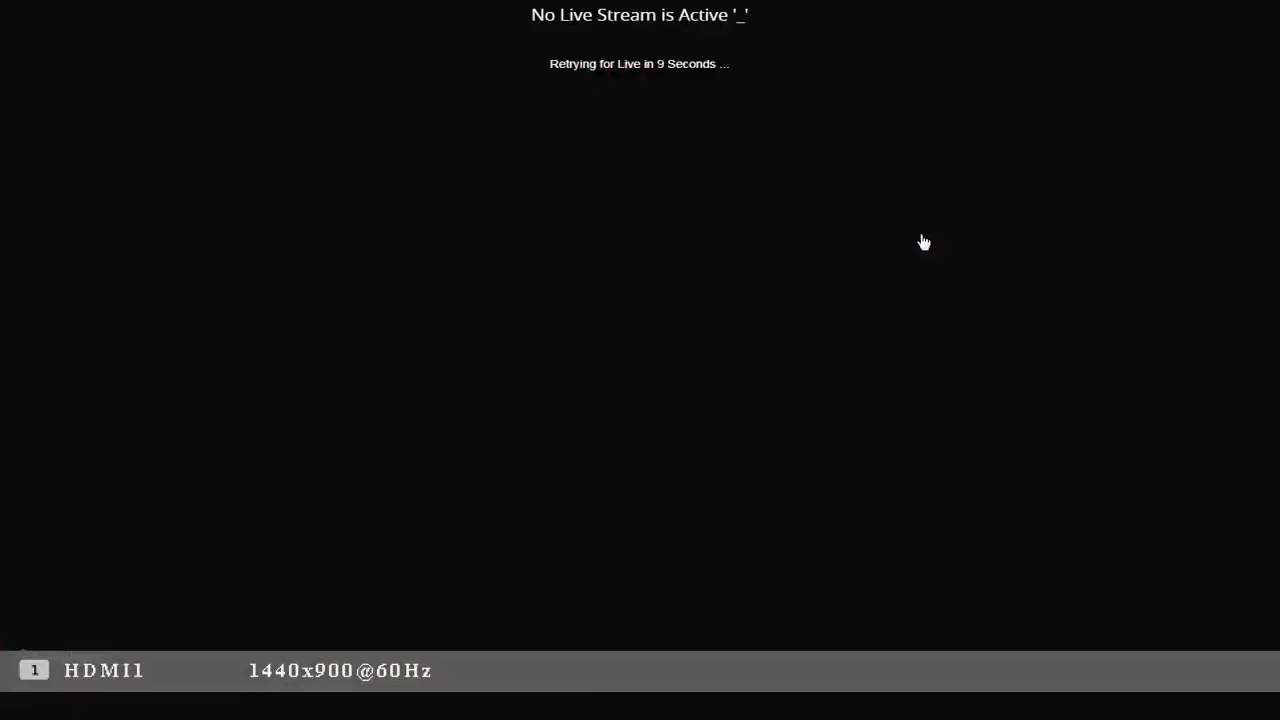 No Live Stream is Active '_'
Retrying for Live in 9 Seconds ...
1 HDMI1 1440x900@60Hz